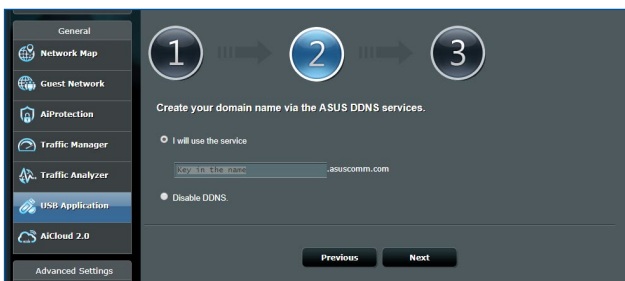 General
Network Map
Guest Network
AiProtection
Traffic Manager
Traffic Analyzer
USB Application
AiCloud 2.0
Advanced Settings
1
2
3
Create your domain name via the ASUS DDNS services.
I will use the service
Key in the name
.asuscomm.com
Disable DDNS.
Previous
Next